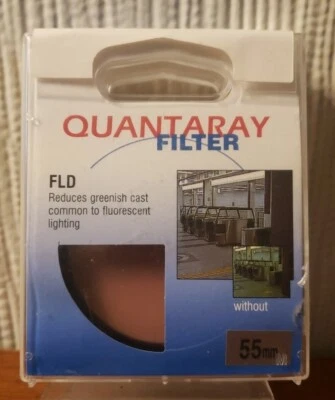 QUANTARAY
FILTER
FLD
Reduces greenish cast
common to fluorescent
lighting
without
55mm